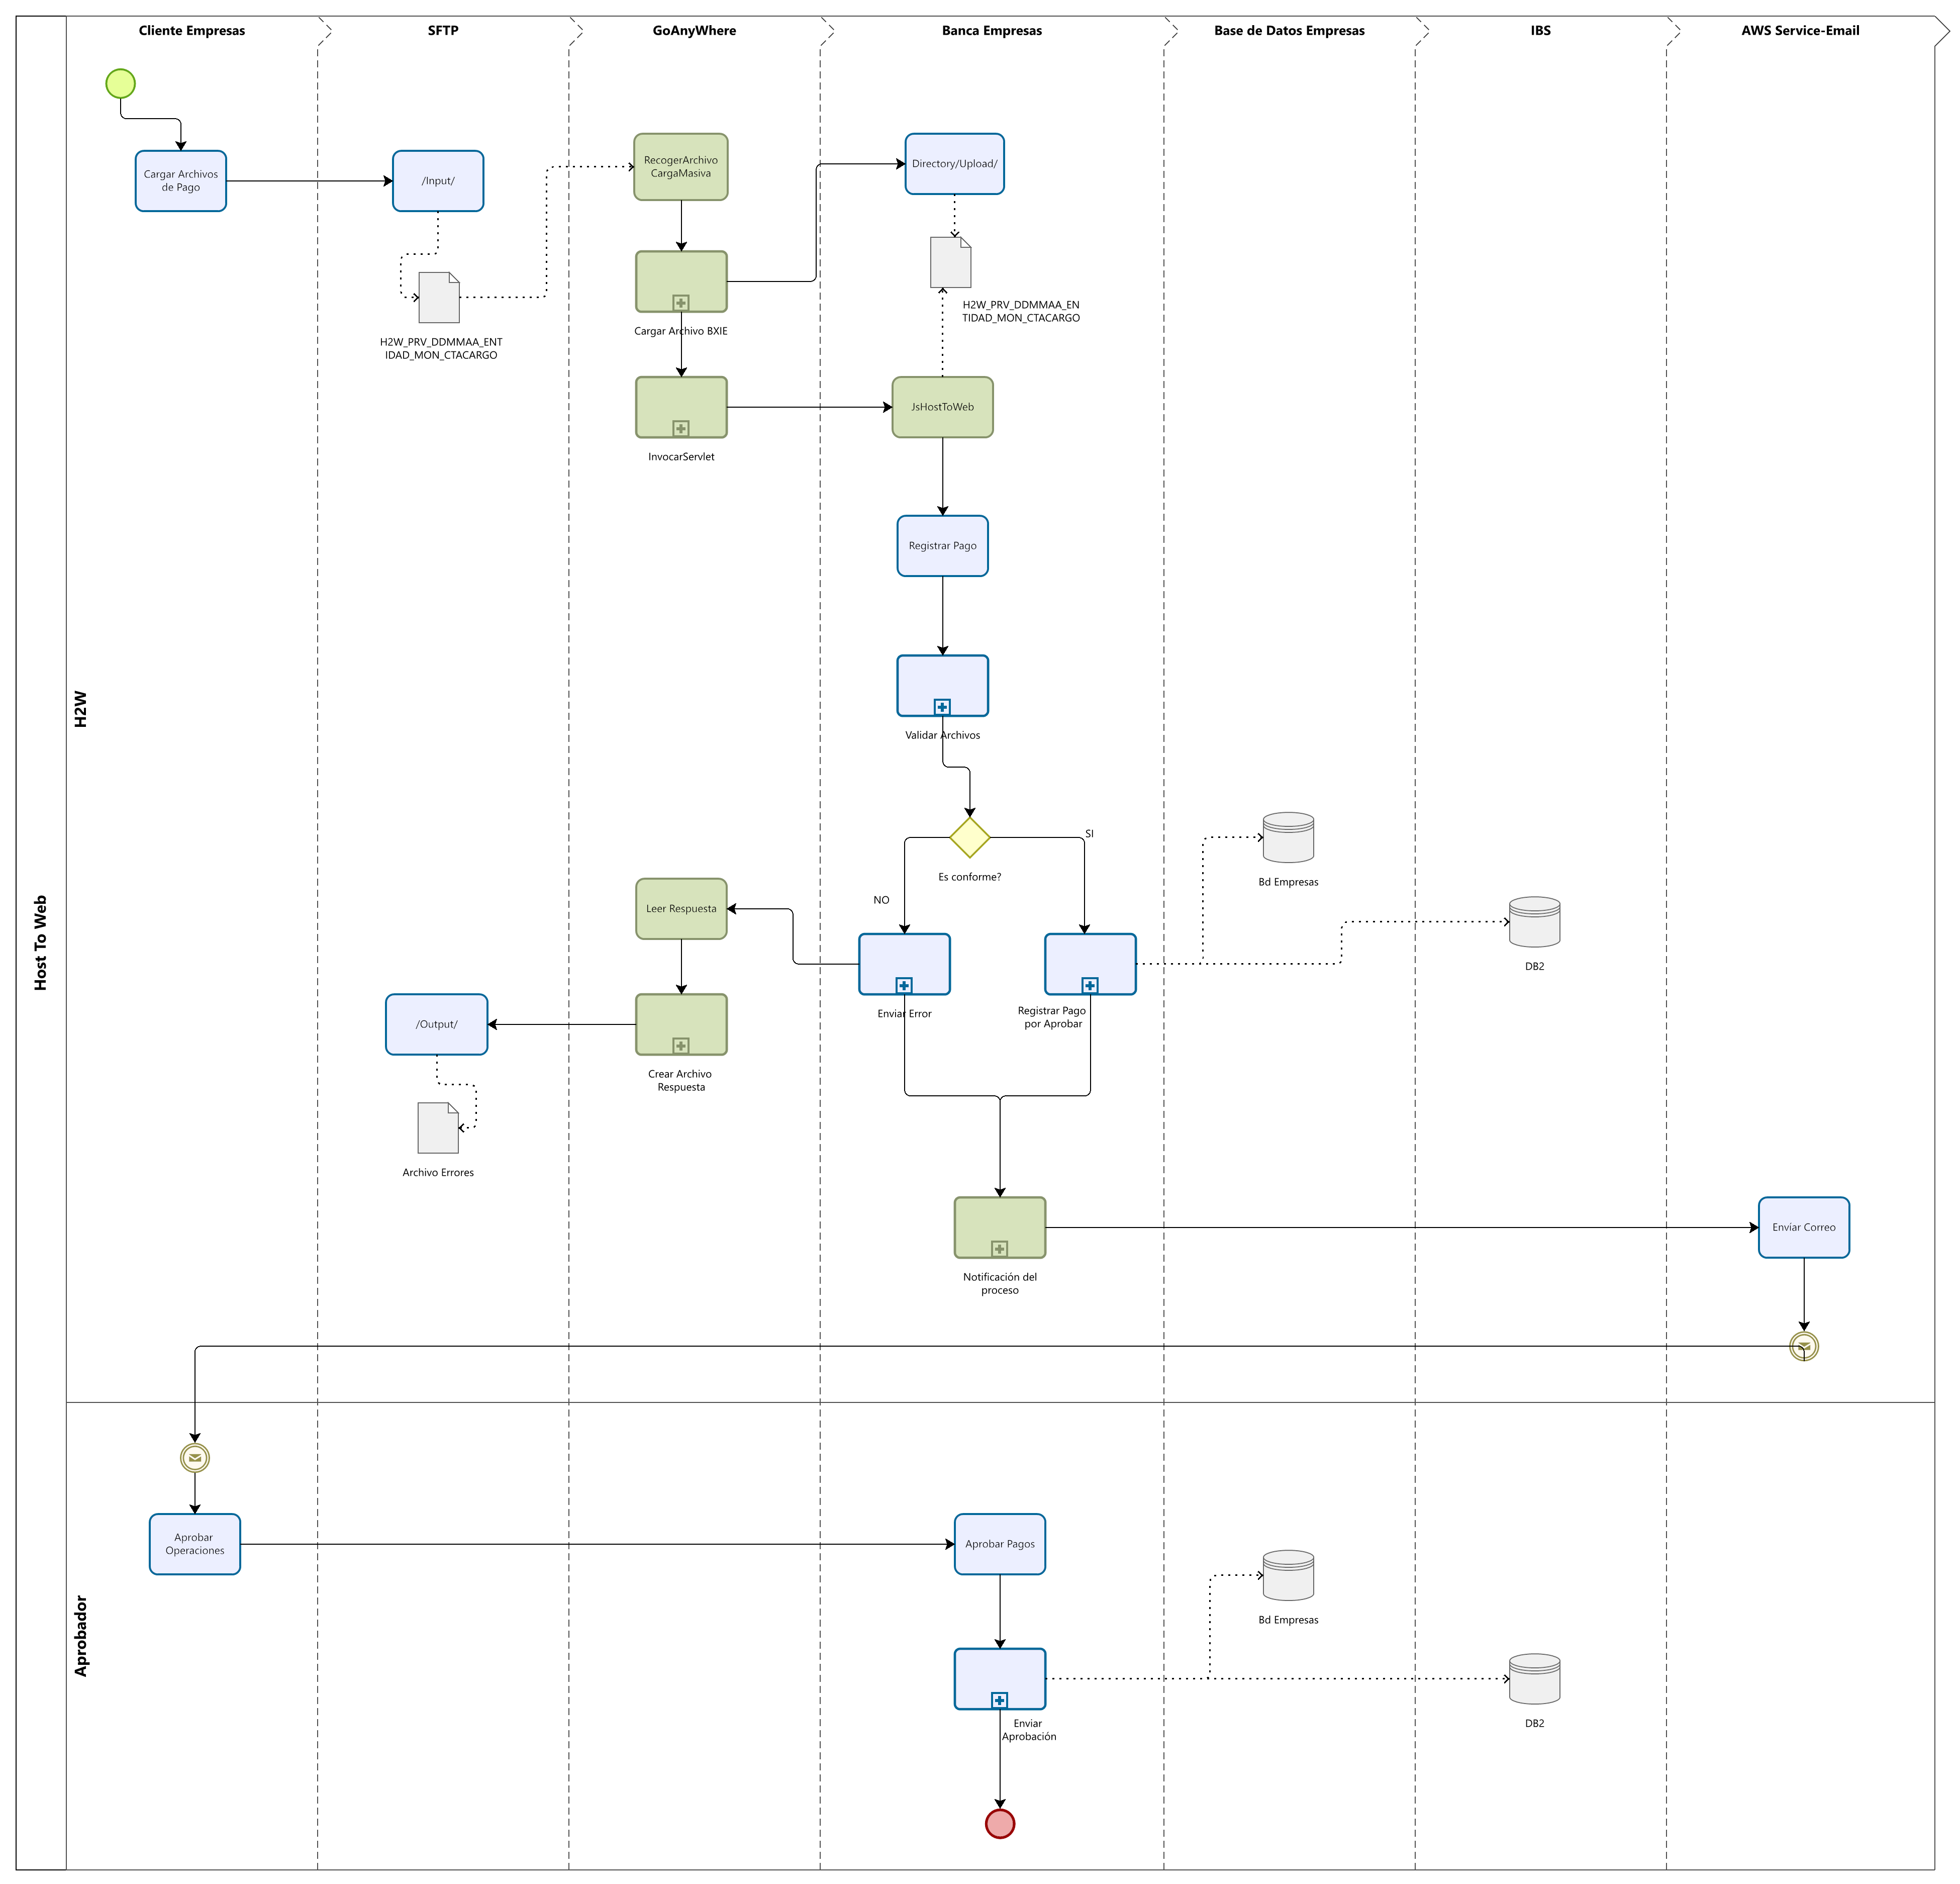 Cliente Empresas
SFTP
GoAnyWhere
Banca Empresas
Base de Datos Empresas
IBS
AWS Service-Email
Host To Web
H2W
Cargar Archivos
de Pago
/Input/
RecogerArchivo
CargaMasiva
Directory/Upload/
H2W_PRV_DDMMAA_ENT
IDAD_MON_CTACARGO
Cargar Archivo BXIE
H2W_PRV_DDMMAA_EN
TIDAD_MON_CTACARGO
InvocarServlet
JsHostToWeb
Registrar Pago
Validar Archivos
Es conforme?
SI
NO
Bd Empresas
DB2
Leer Respuesta
Enviar Error
Registrar Pago
por Aprobar
/Output/
Crear Archivo
Respuesta
Archivo Errores
Notificación del
proceso
Envíar Correo
Aprobador
Aprobar
Operaciones
Aprobar Pagos
Bd Empresas
Enviar
Aprobación
DB2